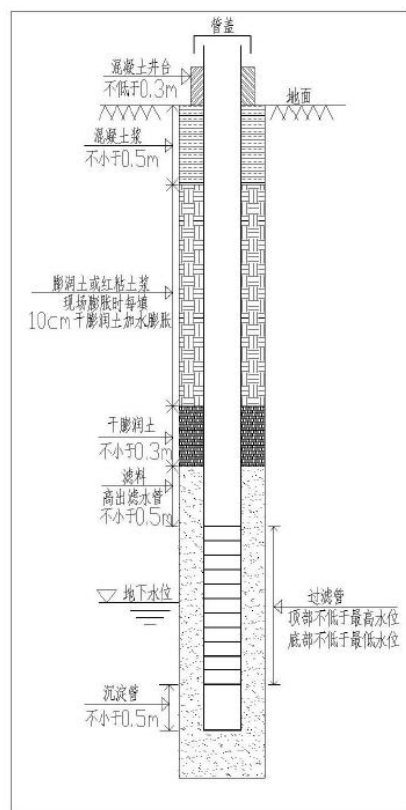 管盖
混凝土井台
不低于0.3m
地面
混凝土浆
不小于0.5m
膨润土或红粘土浆
现场膨胀时每填
10cm干膨润土加水膨胀
干膨润土
不小于0.3m
滤料
高出滤水管
不小于0.5m
地下水位
过滤管
顶部不低于最高水位
底部不低于最低水位
沉淀管
不小于0.5m